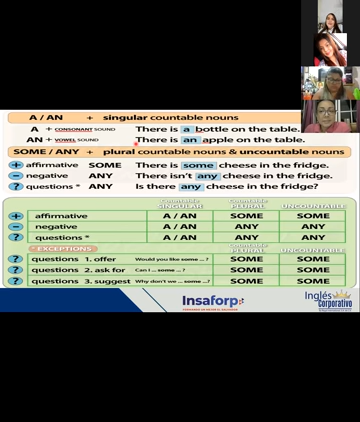 A / AN + singular countable nouns
A + CONSONANT SOUND There is a bottle on the table.
AN + VOWEL SOUND There is an apple on the table.
SOME / ANY + plural countable nouns & uncountable nouns
+ affirmative SOME There is some cheese in the fridge.
− negative ANY There isn't any cheese in the fridge.
? questions * ANY Is there any cheese in the fridge?
Countable SINGULAR Countable PLURAL UNCOUNTABLE
+ affirmative A / AN SOME SOME
− negative A / AN ANY ANY
? questions * A / AN ANY ANY
* EXCEPTIONS Countable PLURAL UNCOUNTABLE
? questions 1. offer Would you like some ... ? SOME SOME
? questions 2. ask for Can I ... some ... ? SOME SOME
? questions 3. suggest Why don't we ... some ...? SOME SOME
Insaforp
Inglés Corporativo